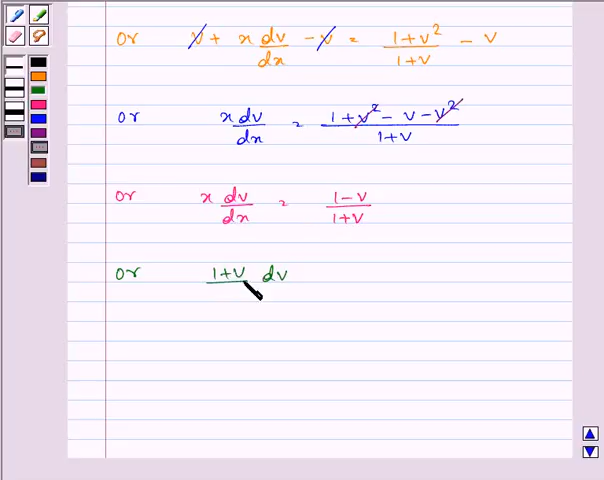 or v + x dv/dx - v = (1+v²)/(1+v) - v
or x dv/dx = (1+v²-v-v²)/(1+v)
or x dv/dx = (1-v)/(1+v)
or 1+v dv